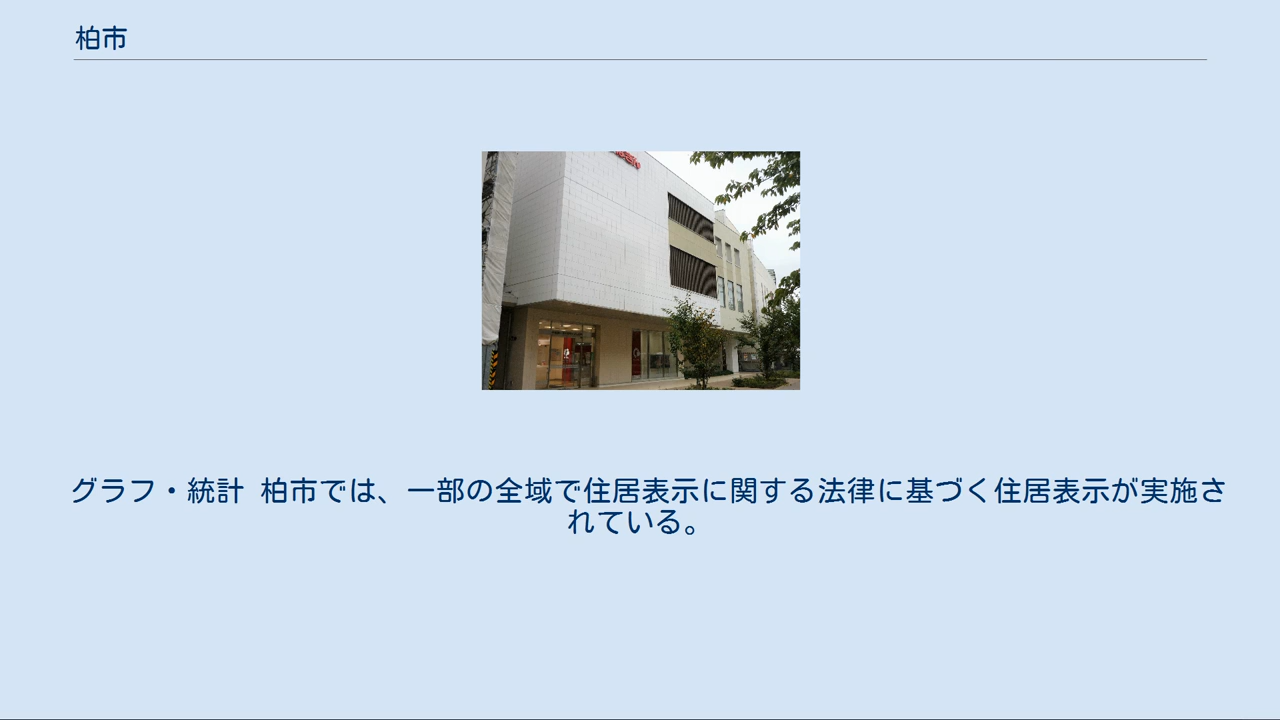 柏市
グラフ・統計 柏市では、一部の全域で住居表示に関する法律に基づく住居表示が実施さ
れている。